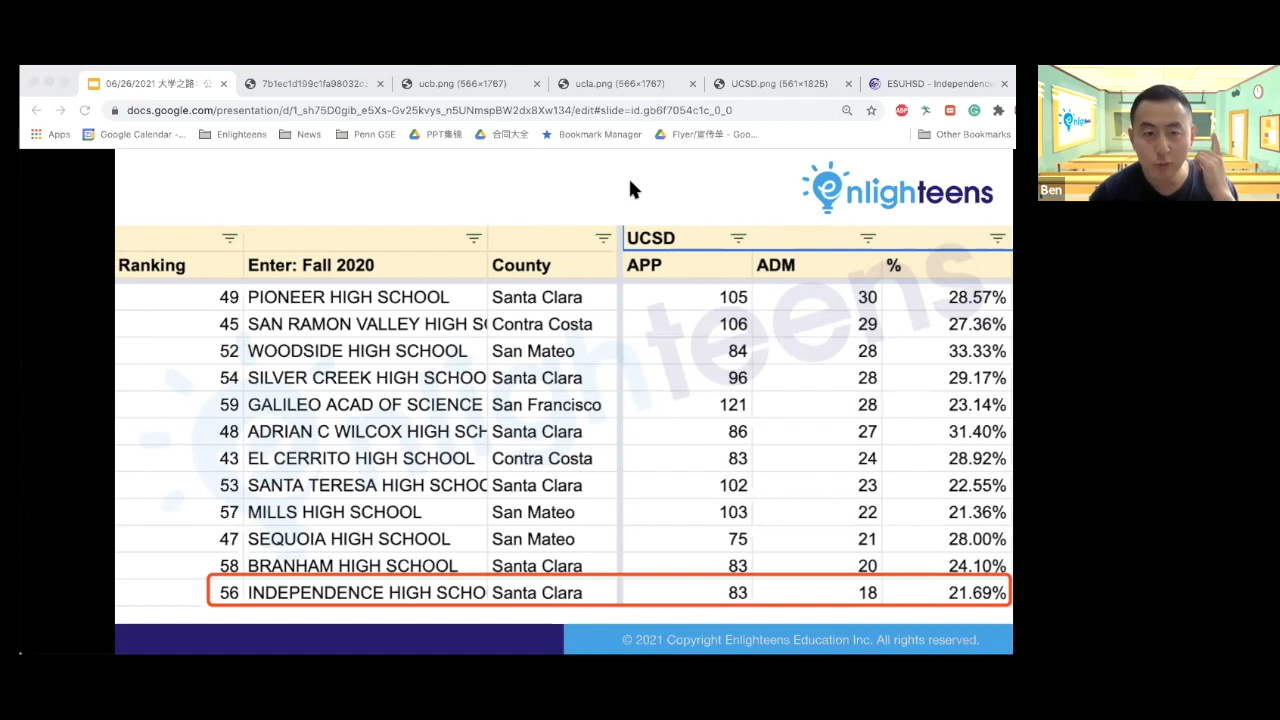 06/26/2021 大学之路: 公
7b1ec1d199c1fa98032c
ucb.png (566×1767)
ucla.png (566×1767)
UCSD.png (561×1825)
ESUHSD - Independence
docs.google.com/presentation/d/1_sh75D0gib_e5Xs-Gv25kvys_n5UNmspBW2dx8Xw134/edit#slide=id.gb6f7054c1c_0_0
Apps
Google Calendar -...
Enlighteens
News
Penn GSE
PPT集锦
合同大全
Bookmark Manager
Flyer/宣传单 - Goo...
Other Bookmarks
enlighteens
UCSD
Ranking Enter: Fall 2020 County APP ADM %
49 PIONEER HIGH SCHOOL Santa Clara 105 30 28.57%
45 SAN RAMON VALLEY HIGH S Contra Costa 106 29 27.36%
52 WOODSIDE HIGH SCHOOL San Mateo 84 28 33.33%
54 SILVER CREEK HIGH SCHOO Santa Clara 96 28 29.17%
59 GALILEO ACAD OF SCIENCE San Francisco 121 28 23.14%
48 ADRIAN C WILCOX HIGH SCH Santa Clara 86 27 31.40%
43 EL CERRITO HIGH SCHOOL Contra Costa 83 24 28.92%
53 SANTA TERESA HIGH SCHOO Santa Clara 102 23 22.55%
57 MILLS HIGH SCHOOL San Mateo 103 22 21.36%
47 SEQUOIA HIGH SCHOOL San Mateo 75 21 28.00%
58 BRANHAM HIGH SCHOOL Santa Clara 83 20 24.10%
56 INDEPENDENCE HIGH SCHO Santa Clara 83 18 21.69%
enlighteens
© 2021 Copyright Enlighteens Education Inc. All rights reserved.
Ben